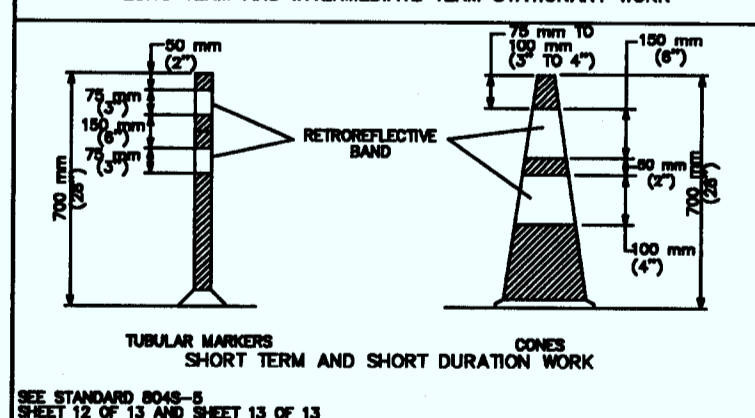 50 mm
(2")
75 mm
(3")
150 mm
(6")
75 mm
(3")
700 mm
(28")
RETROREFLECTIVE
BAND
75 mm TO
100 mm
(3" TO 4")
150 mm
(6")
50 mm
(2")
100 mm
(4")
700 mm
(28")
TUBULAR MARKERS
CONES
SHORT TERM AND SHORT DURATION WORK
SEE STANDARD 804S-5
SHEET 12 OF 13 AND SHEET 13 OF 13